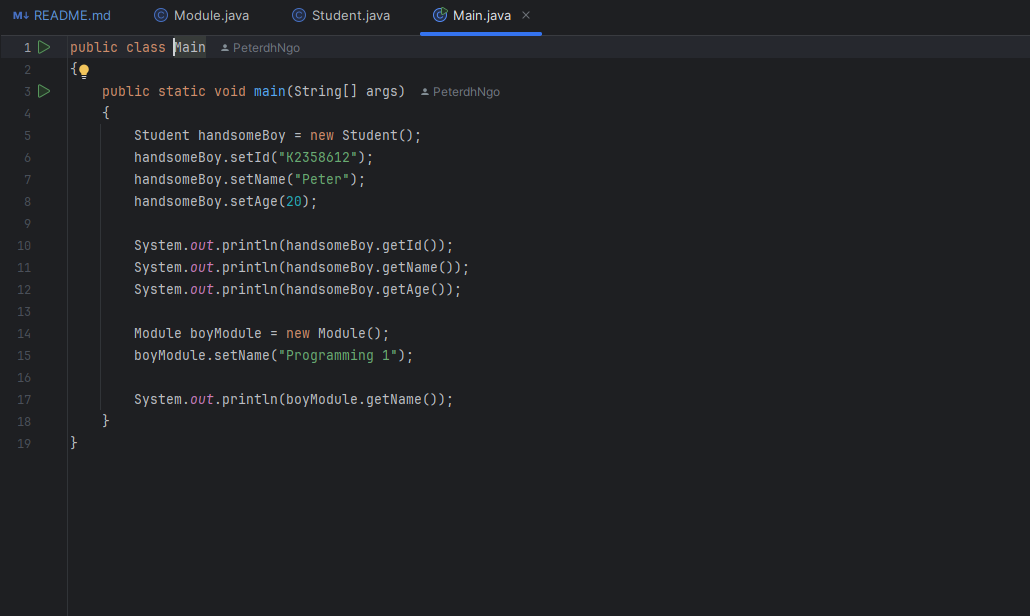 M↓ README.md Module.java Student.java Main.java ×
1 public class Main PeterdhNgo
2 {
3 public static void main(String[] args) PeterdhNgo
4 {
5 Student handsomeBoy = new Student();
6 handsomeBoy.setId("K2358612");
7 handsomeBoy.setName("Peter");
8 handsomeBoy.setAge(20);
9
10 System.out.println(handsomeBoy.getId());
11 System.out.println(handsomeBoy.getName());
12 System.out.println(handsomeBoy.getAge());
13
14 Module boyModule = new Module();
15 boyModule.setName("Programming 1");
16
17 System.out.println(boyModule.getName());
18 }
19 }